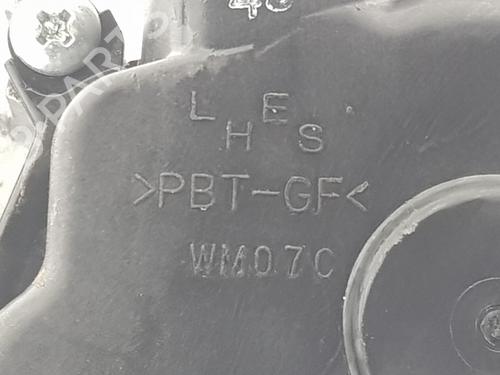 L E
H S
>PBT-GF<
WM07C